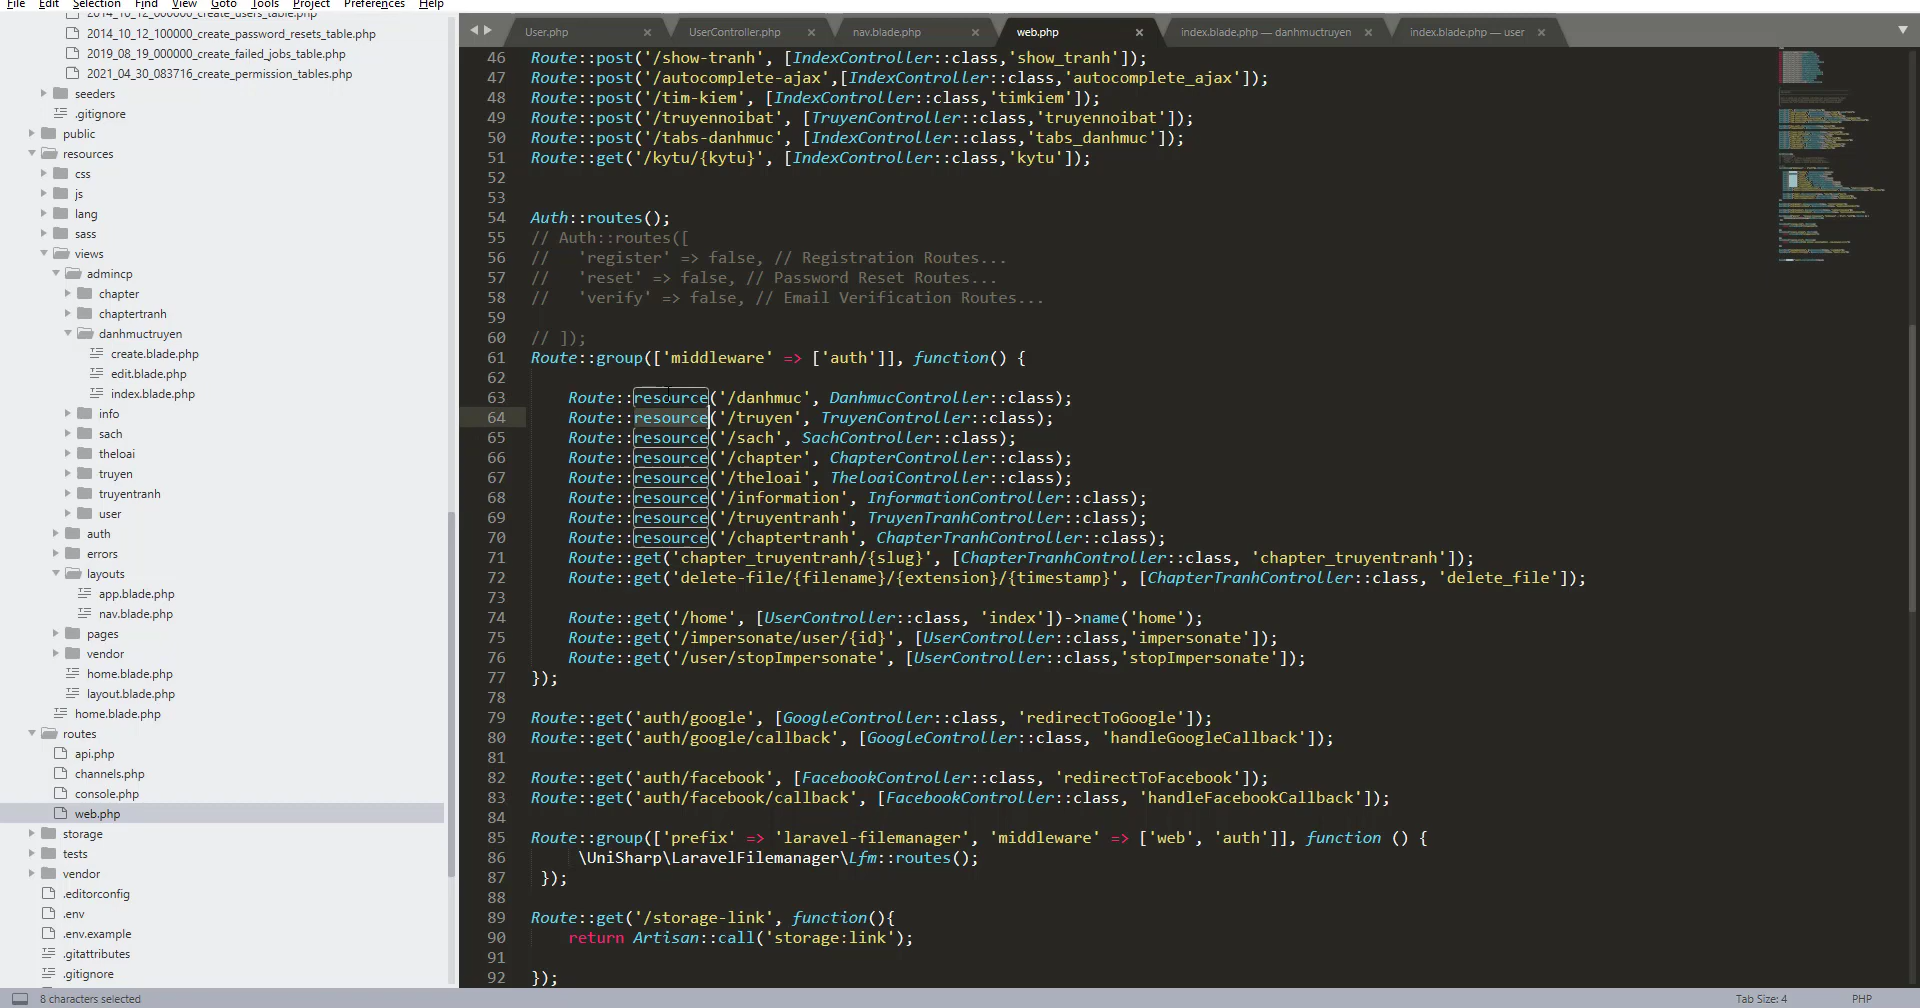 File Edit Selection Find View Goto Tools Project Preferences Help
2014_10_12_000000_create_users_table.php
2014_10_12_100000_create_password_resets_table.php
2019_08_19_000000_create_failed_jobs_table.php
2021_04_30_083716_create_permission_tables.php
seeders
.gitignore
public
resources
css
js
lang
sass
views
admincp
chapter
chaptertranh
danhmuctruyen
create.blade.php
edit.blade.php
index.blade.php
info
sach
theloai
truyen
truyentranh
user
auth
errors
layouts
app.blade.php
nav.blade.php
pages
vendor
home.blade.php
layout.blade.php
home.blade.php
routes
api.php
channels.php
console.php
web.php
storage
tests
vendor
.editorconfig
.env
.env.example
.gitattributes
.gitignore
User.php × UserController.php × nav.blade.php × web.php × index.blade.php — danhmuctruyen × index.blade.php — user ×
46 Route::post('/show-tranh', [IndexController::class,'show_tranh']);
47 Route::post('/autocomplete-ajax',[IndexController::class,'autocomplete_ajax']);
48 Route::post('/tim-kiem', [IndexController::class,'timkiem']);
49 Route::post('/truyennoibat', [TruyenController::class,'truyennoibat']);
50 Route::post('/tabs-danhmuc', [IndexController::class,'tabs_danhmuc']);
51 Route::get('/kytu/{kytu}', [IndexController::class,'kytu']);
52
53
54 Auth::routes();
55 // Auth::routes([
56 //   'register' => false, // Registration Routes...
57 //   'reset' => false, // Password Reset Routes...
58 //   'verify' => false, // Email Verification Routes...
59
60 // ]);
61 Route::group(['middleware' => ['auth']], function() {
62
63     Route::resource('/danhmuc', DanhmucController::class);
64     Route::resource('/truyen', TruyenController::class);
65     Route::resource('/sach', SachController::class);
66     Route::resource('/chapter', ChapterController::class);
67     Route::resource('/theloai', TheloaiController::class);
68     Route::resource('/information', InformationController::class);
69     Route::resource('/truyentranh', TruyenTranhController::class);
70     Route::resource('/chaptertranh', ChapterTranhController::class);
71     Route::get('chapter_truyentranh/{slug}', [ChapterTranhController::class, 'chapter_truyentranh']);
72     Route::get('delete-file/{filename}/{extension}/{timestamp}', [ChapterTranhController::class, 'delete_file']);
73
74     Route::get('/home', [UserController::class, 'index'])->name('home');
75     Route::get('/impersonate/user/{id}', [UserController::class,'impersonate']);
76     Route::get('/user/stopImpersonate', [UserController::class,'stopImpersonate']);
77 });
78
79 Route::get('auth/google', [GoogleController::class, 'redirectToGoogle']);
80 Route::get('auth/google/callback', [GoogleController::class, 'handleGoogleCallback']);
81
82 Route::get('auth/facebook', [FacebookController::class, 'redirectToFacebook']);
83 Route::get('auth/facebook/callback', [FacebookController::class, 'handleFacebookCallback']);
84
85 Route::group(['prefix' => 'laravel-filemanager', 'middleware' => ['web', 'auth']], function () {
86      \UniSharp\LaravelFilemanager\Lfm::routes();
87  });
88
89 Route::get('/storage-link', function(){
90     return Artisan::call('storage:link');
91
92 });
8 characters selected
Tab Size: 4 PHP